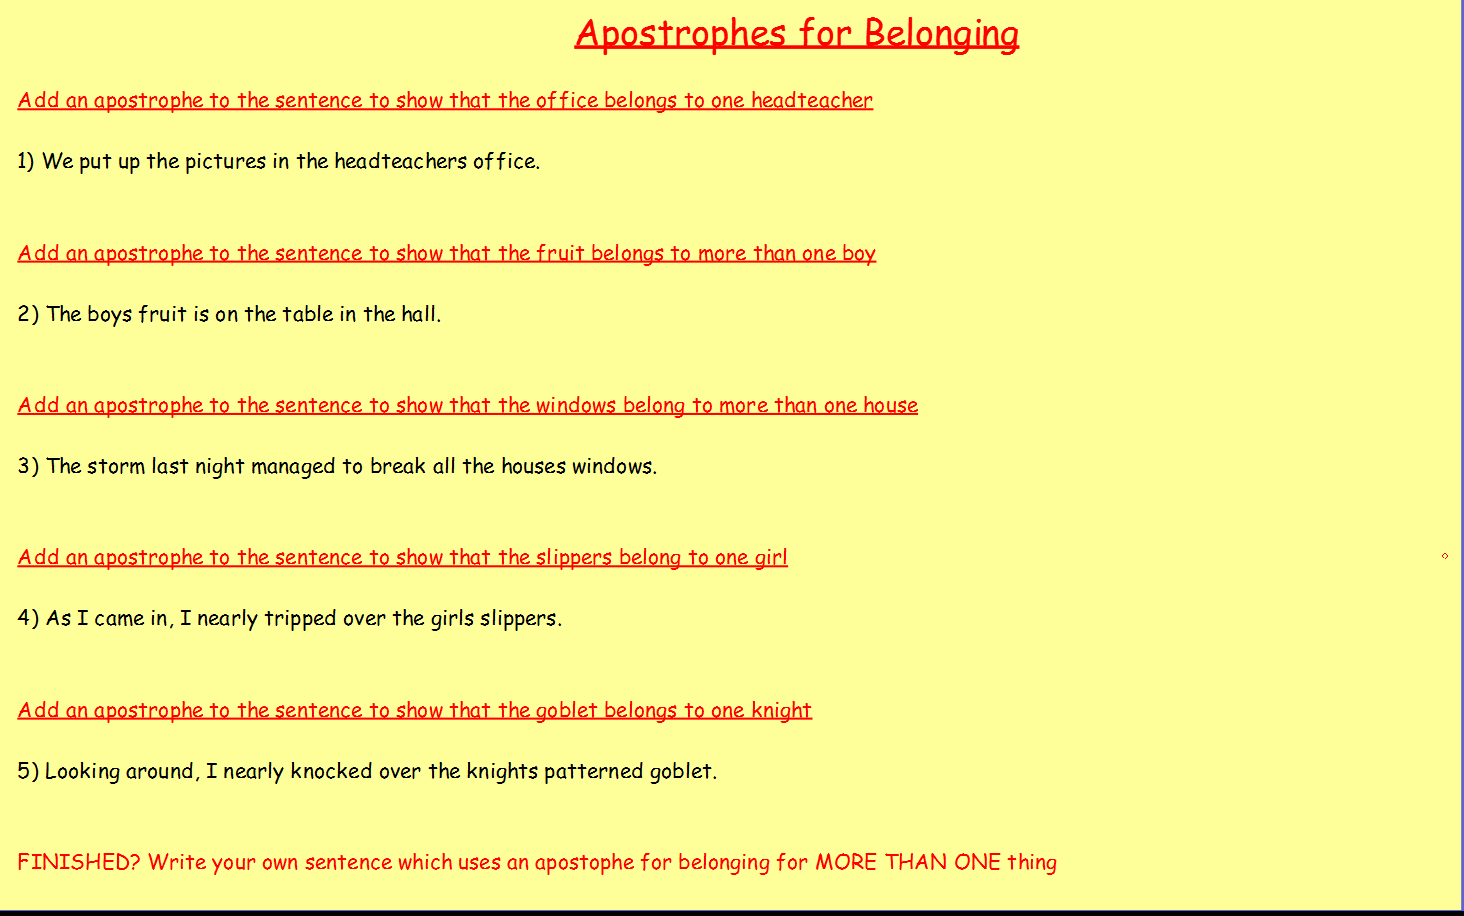 Apostrophes for Belonging
Add an apostrophe to the sentence to show that the office belongs to one headteacher
1) We put up the pictures in the headteachers office.
Add an apostrophe to the sentence to show that the fruit belongs to more than one boy
2) The boys fruit is on the table in the hall.
Add an apostrophe to the sentence to show that the windows belong to more than one house
3) The storm last night managed to break all the houses windows.
Add an apostrophe to the sentence to show that the slippers belong to one girl
4) As I came in, I nearly tripped over the girls slippers.
Add an apostrophe to the sentence to show that the goblet belongs to one knight
5) Looking around, I nearly knocked over the knights patterned goblet.
FINISHED? Write your own sentence which uses an apostophe for belonging for MORE THAN ONE thing